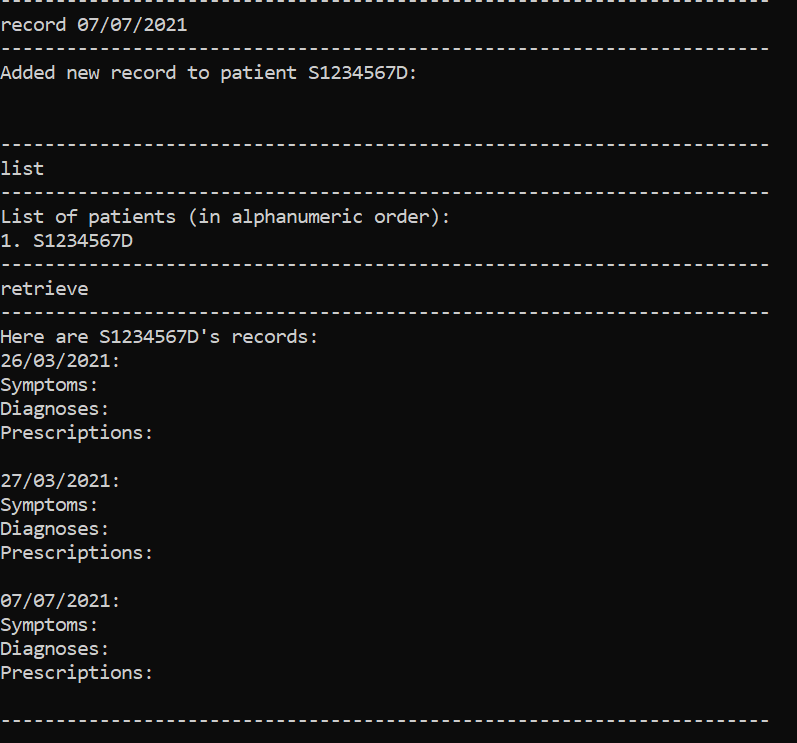 ----------------------------------------------------------------------
record 07/07/2021
----------------------------------------------------------------------
Added new record to patient S1234567D:
----------------------------------------------------------------------
list
----------------------------------------------------------------------
List of patients (in alphanumeric order):
1. S1234567D
----------------------------------------------------------------------
retrieve
----------------------------------------------------------------------
Here are S1234567D's records:
26/03/2021:
Symptoms:
Diagnoses:
Prescriptions:
27/03/2021:
Symptoms:
Diagnoses:
Prescriptions:
07/07/2021:
Symptoms:
Diagnoses:
Prescriptions:
----------------------------------------------------------------------